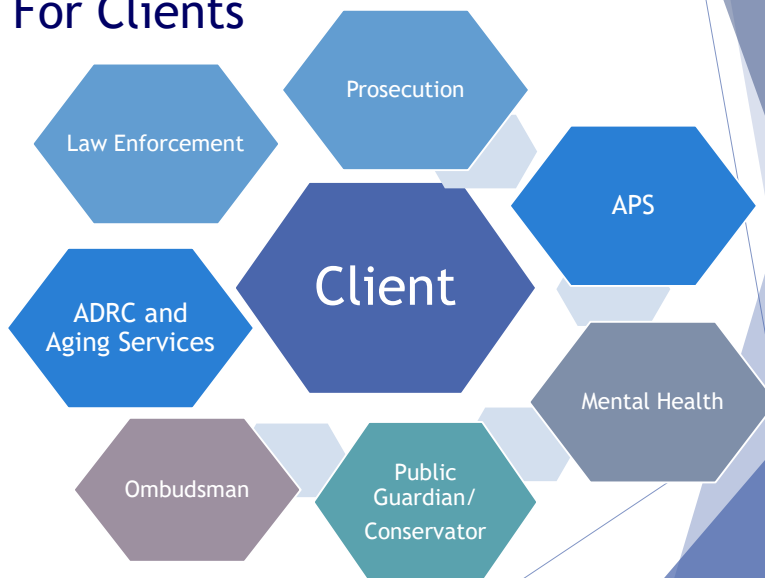 For Clients
Prosecution
Law Enforcement
APS
Client
ADRC and
Aging Services
Mental Health
Public
Guardian/
Conservator
Ombudsman